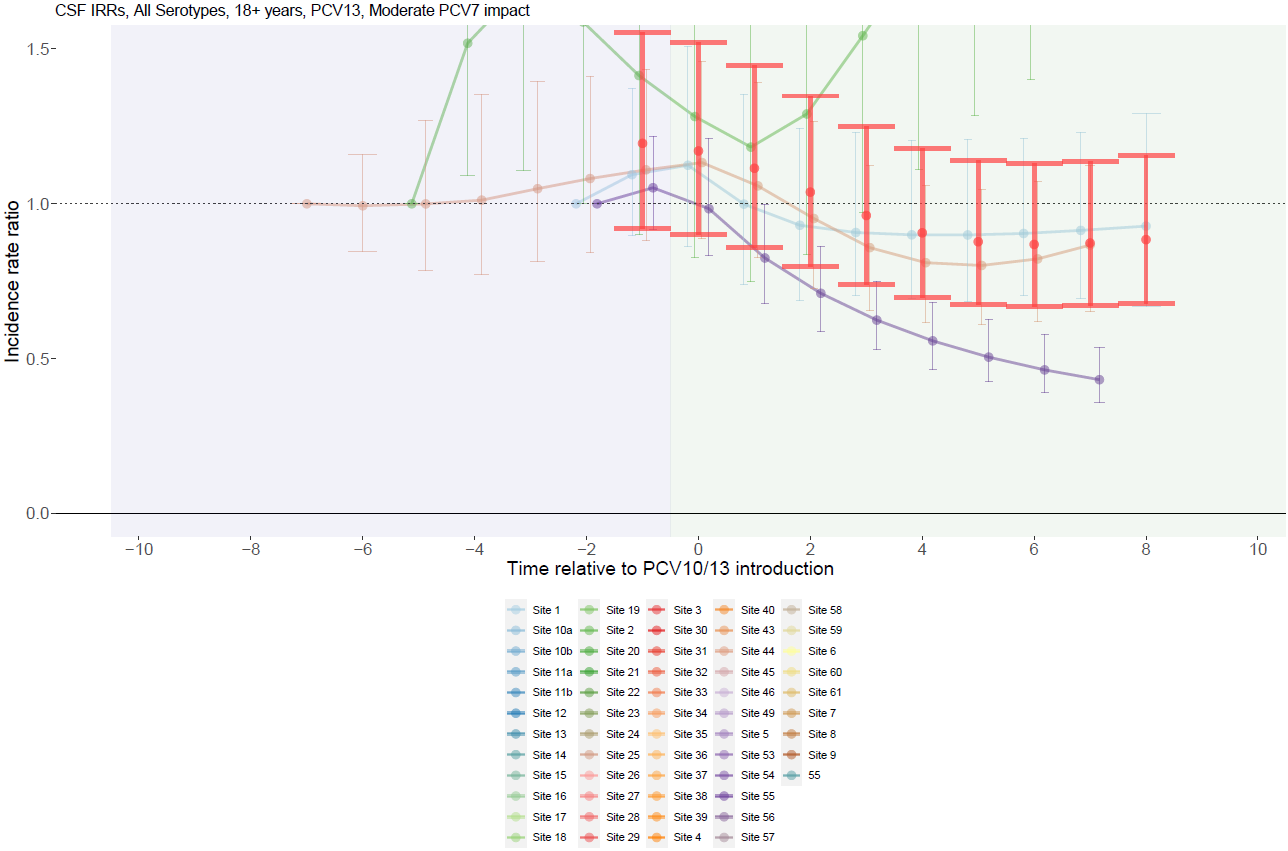 CSF IRRs, All Serotypes, 18+ years, PCV13, Moderate PCV7 impact
Incidence rate ratio
1.5
1.0
0.5
0.0
−10 −8 −6 −4 −2 0 2 4 6 8 10
Time relative to PCV10/13 introduction
Site 1 Site 19 Site 3 Site 40 Site 58
Site 10a Site 2 Site 30 Site 43 Site 59
Site 10b Site 20 Site 31 Site 44 Site 6
Site 11a Site 21 Site 32 Site 45 Site 60
Site 11b Site 22 Site 33 Site 46 Site 61
Site 12 Site 23 Site 34 Site 49 Site 7
Site 13 Site 24 Site 35 Site 5 Site 8
Site 14 Site 25 Site 36 Site 53 Site 9
Site 15 Site 26 Site 37 Site 54 55
Site 16 Site 27 Site 38 Site 55
Site 17 Site 28 Site 39 Site 56
Site 18 Site 29 Site 4 Site 57